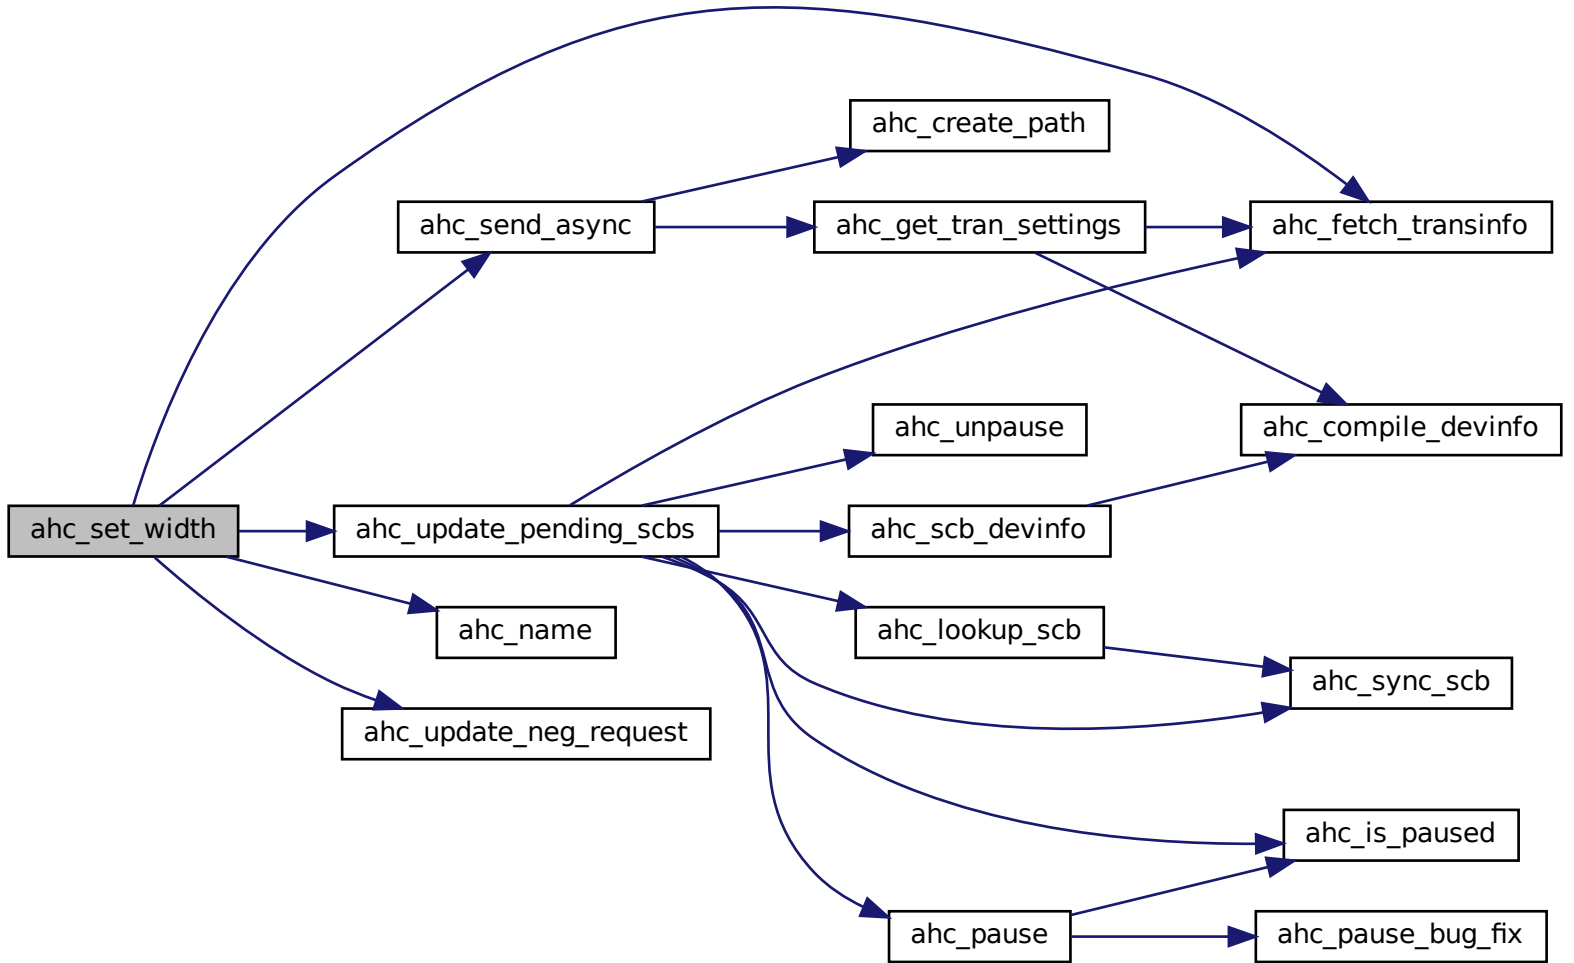 ahc_create_path
ahc_send_async
ahc_get_tran_settings
ahc_fetch_transinfo
ahc_unpause
ahc_compile_devinfo
ahc_set_width
ahc_update_pending_scbs
ahc_scb_devinfo
ahc_name
ahc_lookup_scb
ahc_sync_scb
ahc_update_neg_request
ahc_is_paused
ahc_pause
ahc_pause_bug_fix